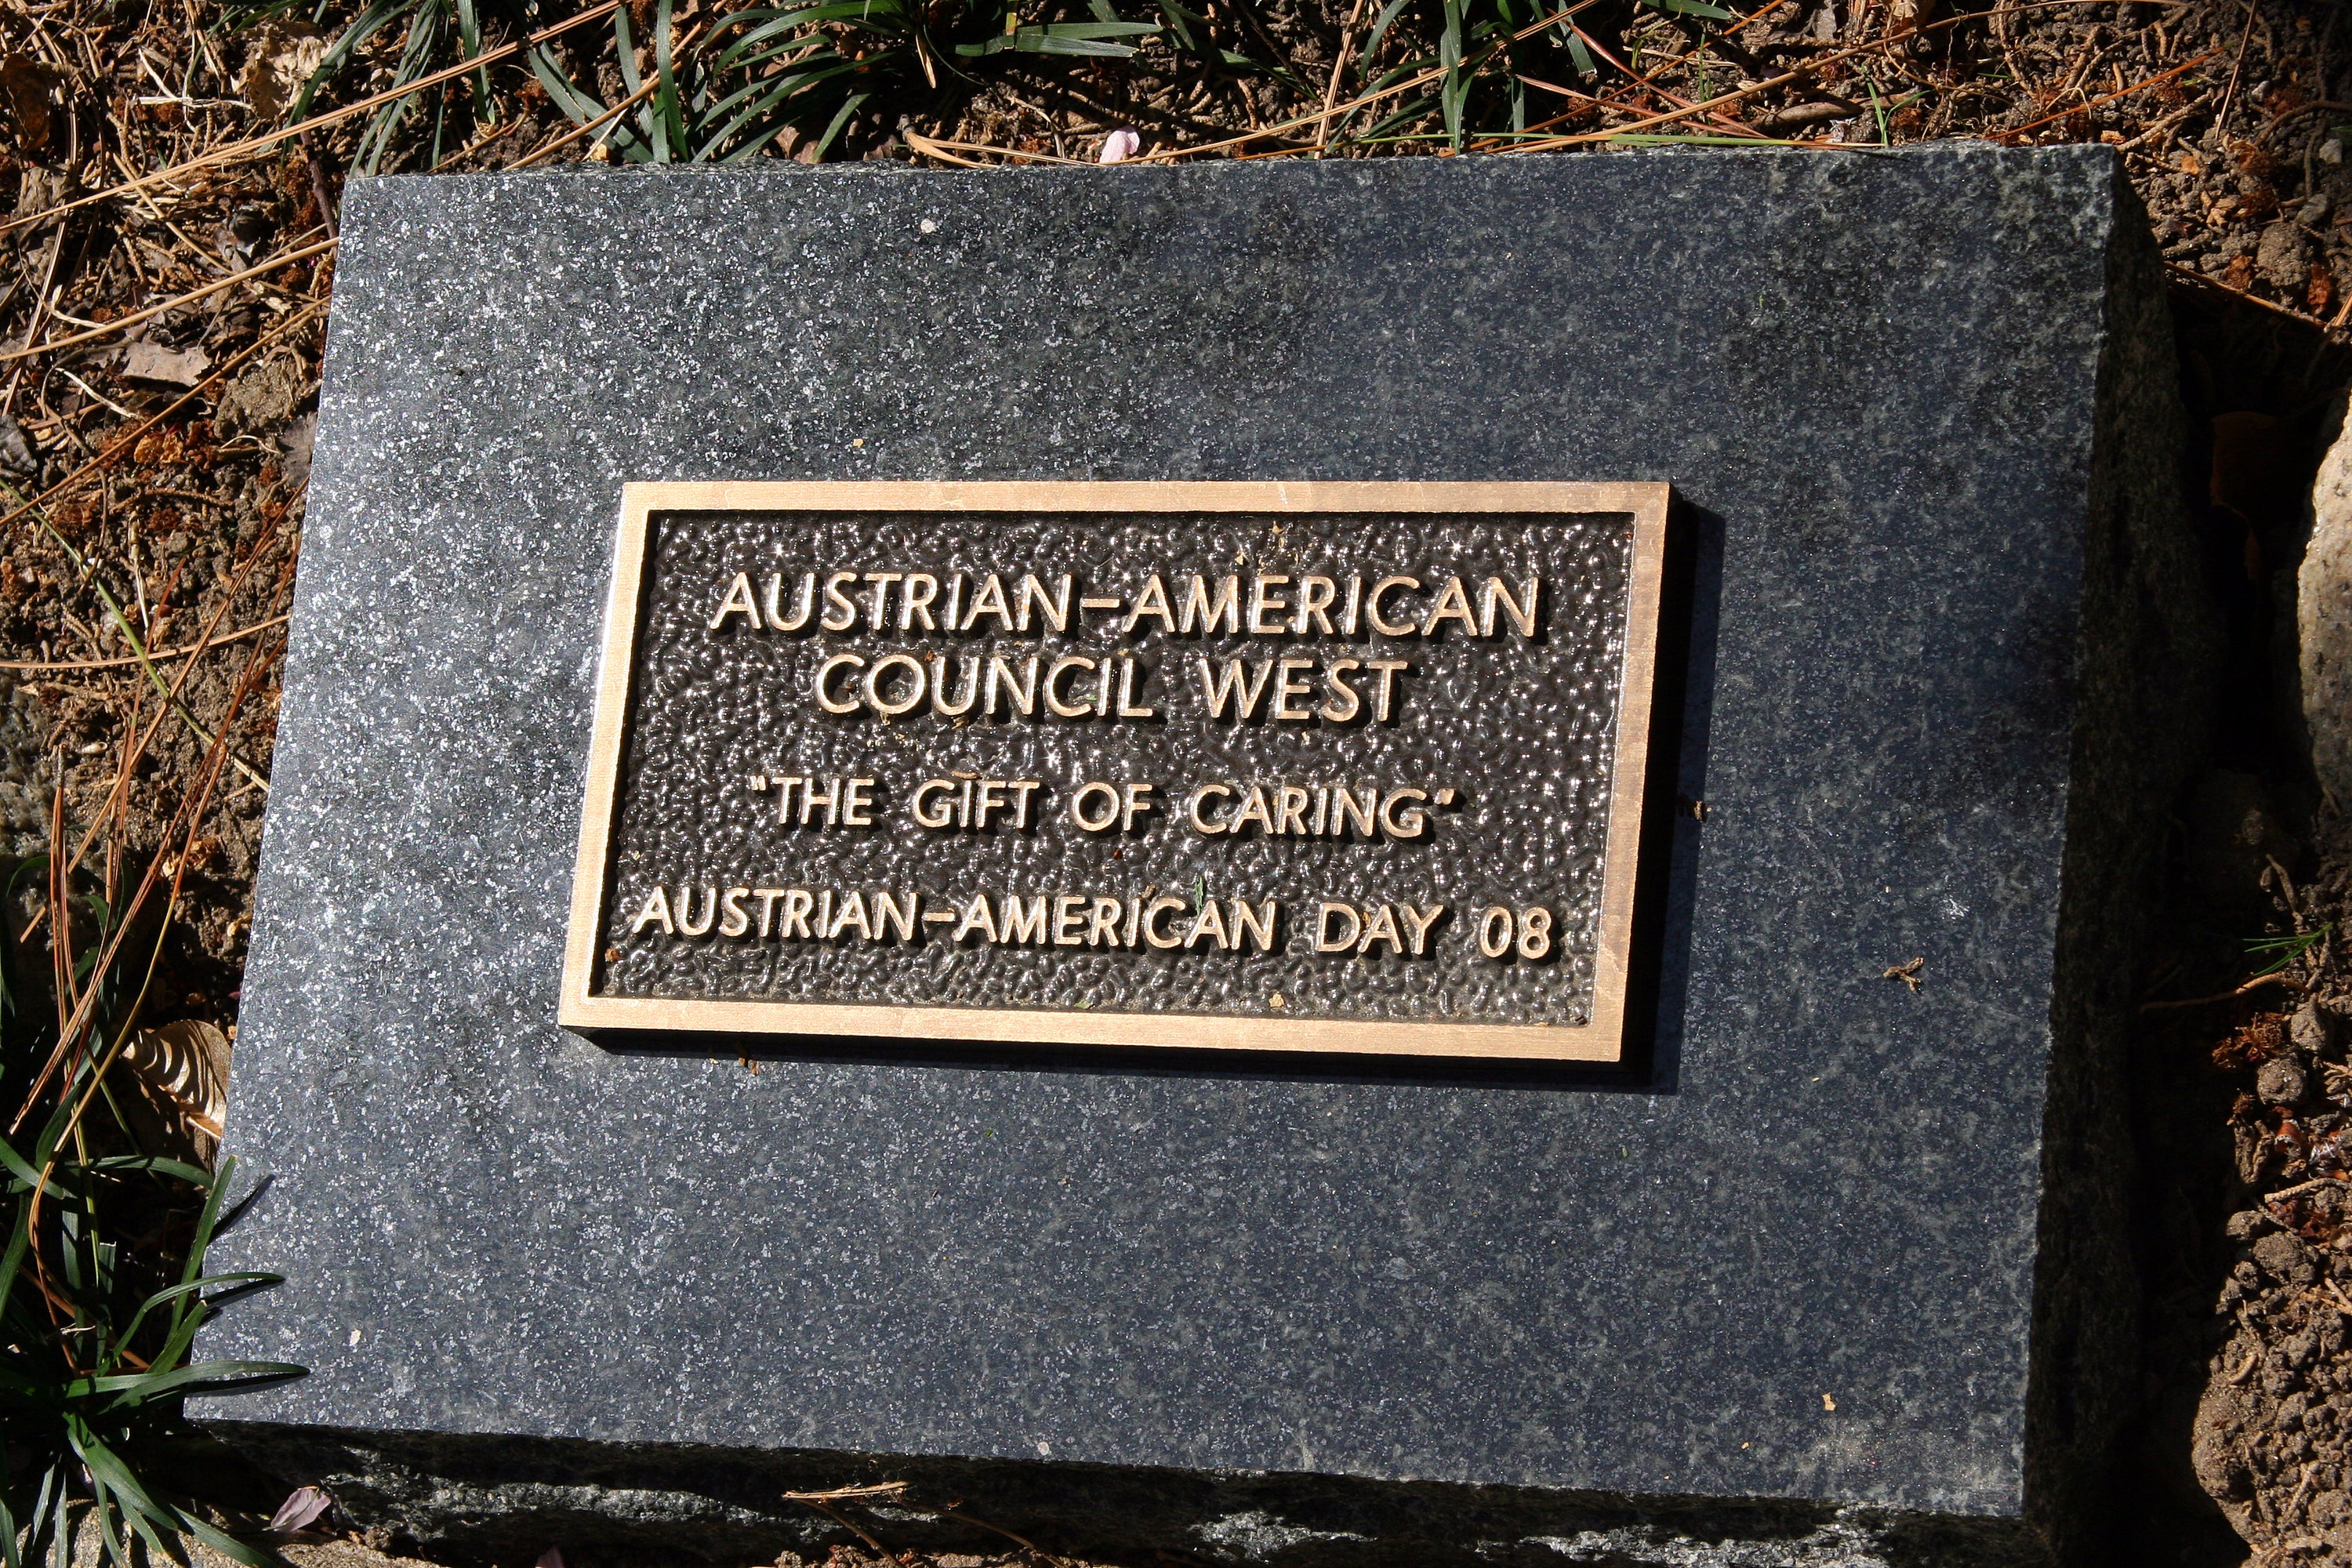 AUSTRIAN–AMERICAN
COUNCIL WEST
"THE GIFT OF CARING"
AUSTRIAN–AMERICAN DAY 08